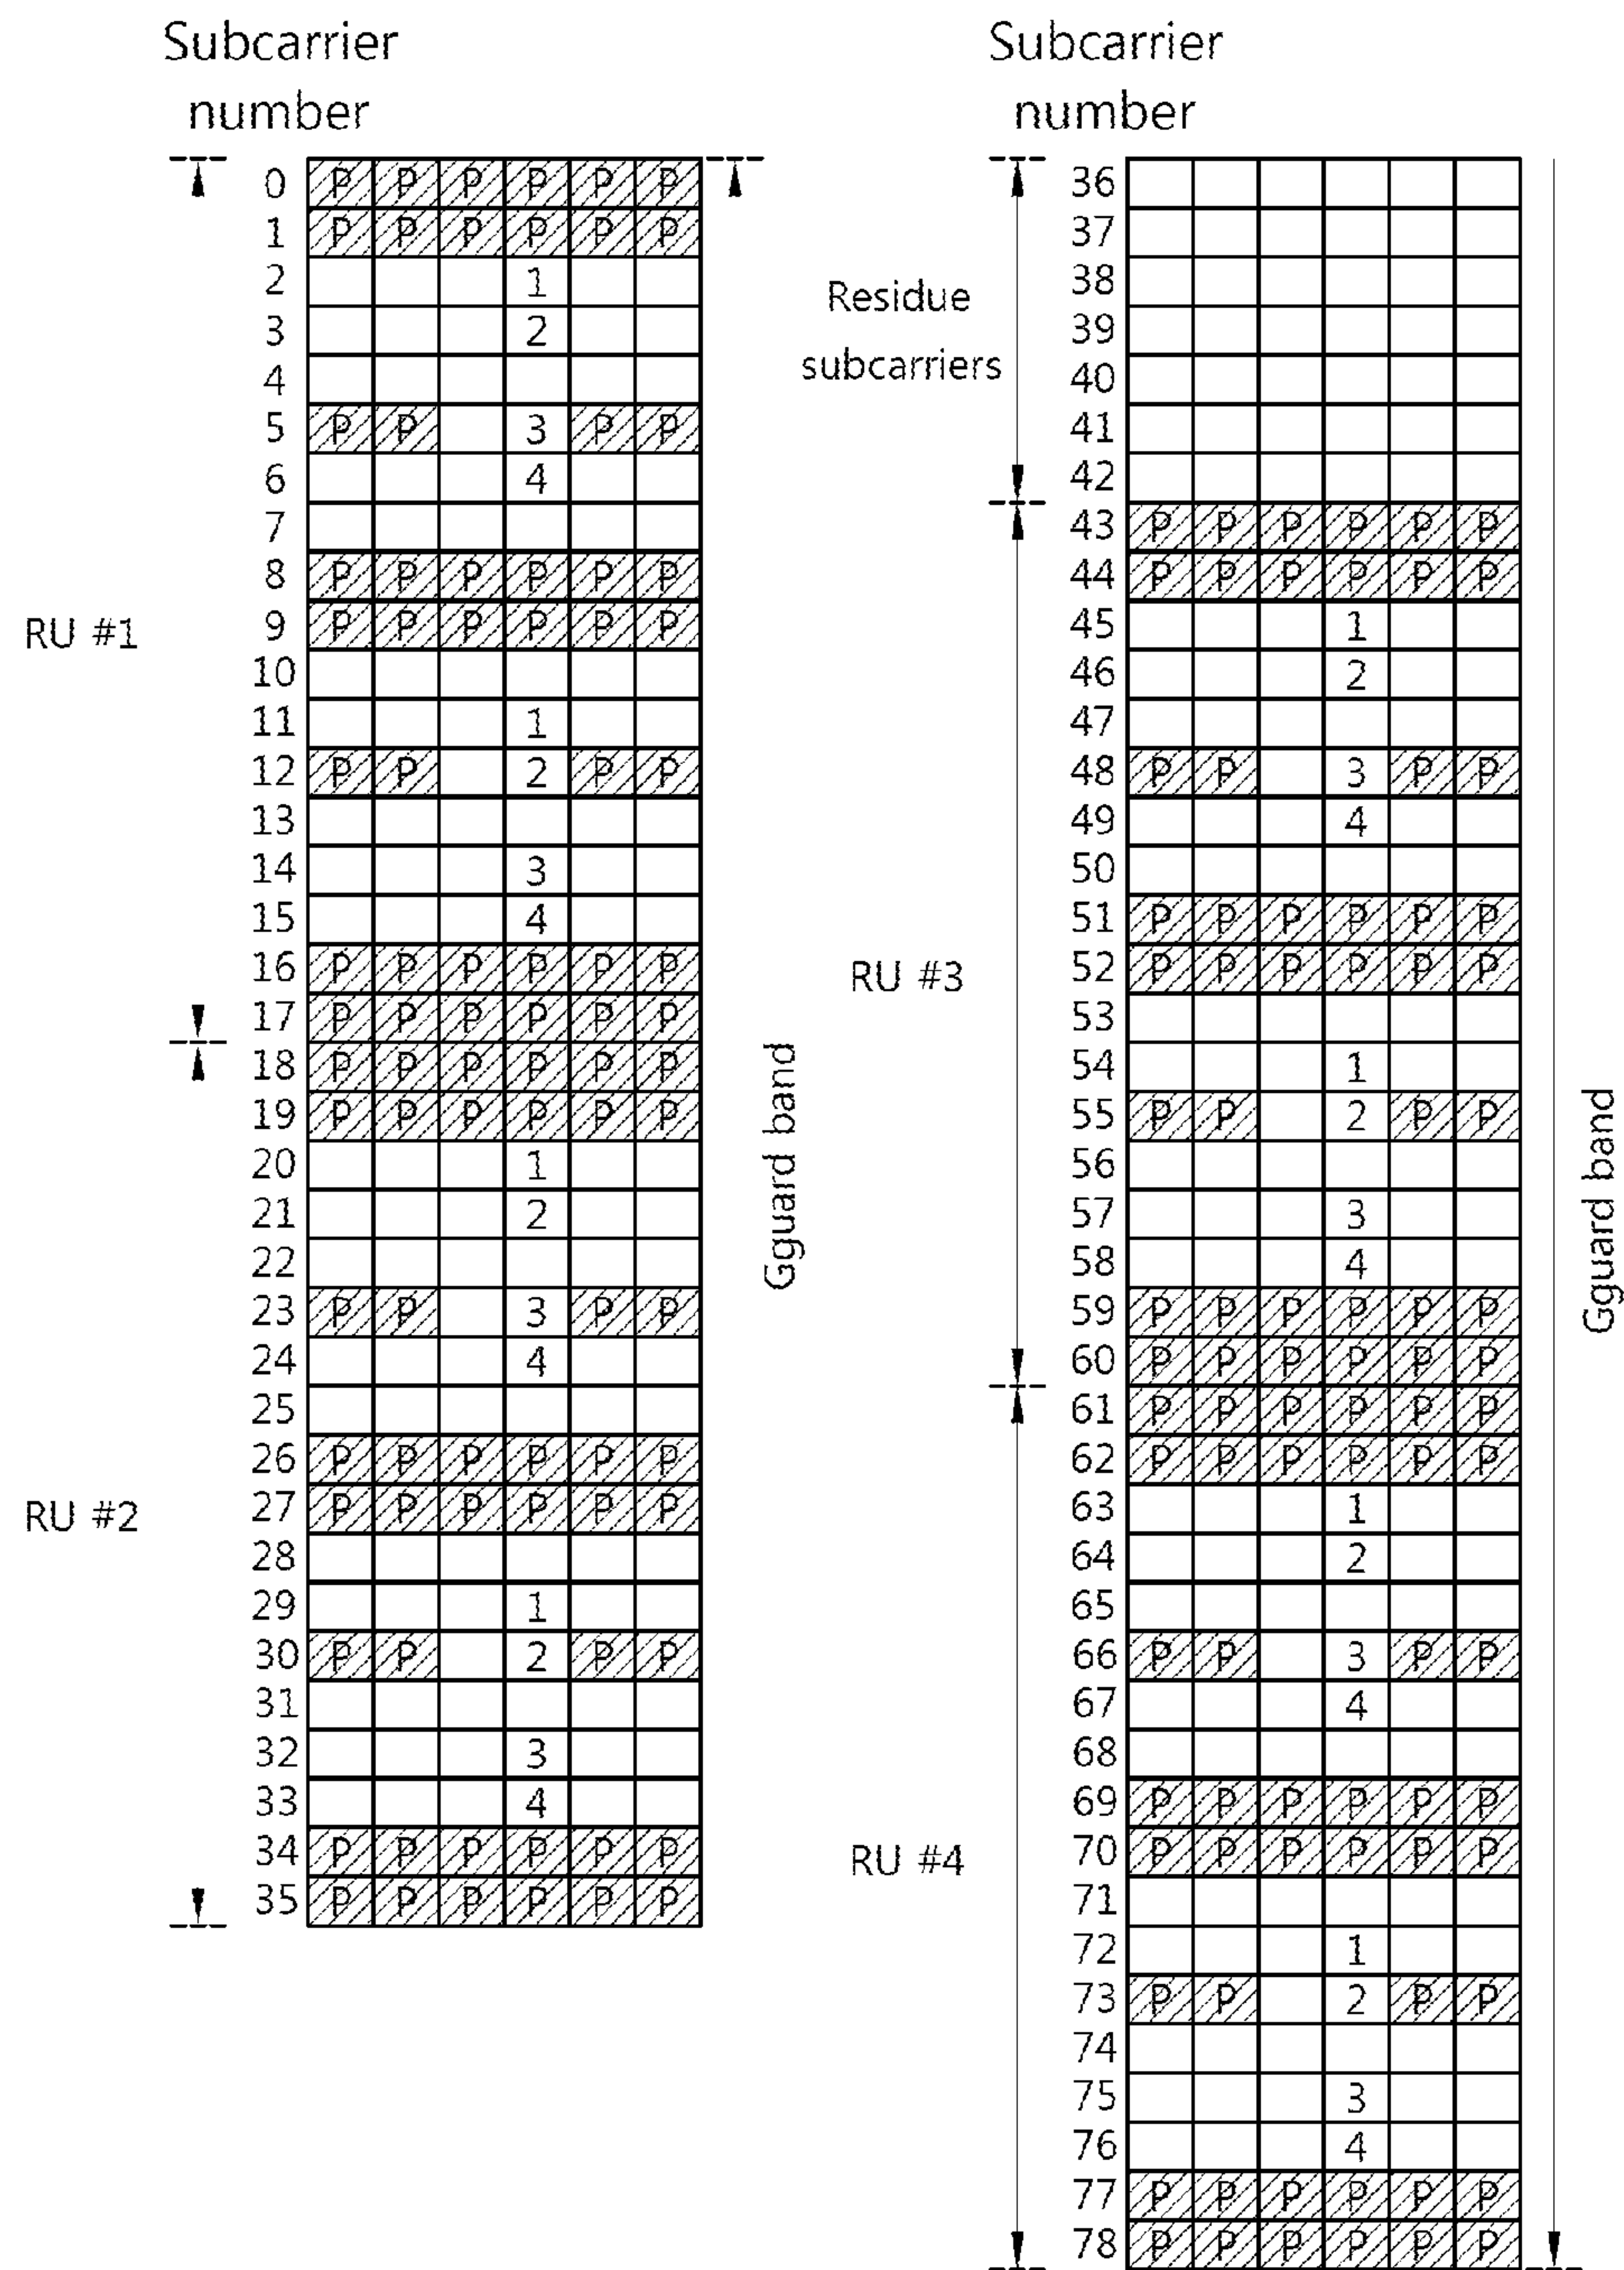 Subcarrier
number
0 P P P P P P
1 P P P P P P
2 1
3 2
4
5 P P 3 P P
6 4
7
8 P P P P P P
RU #1
9 P P P P P P
10
11 1
12 P P 2 P P
13
14 3
15 4
16 P P P P P P
17 P P P P P P
18 P P P P P P
19 P P P P P P
20 1
21 2
22
23 P P 3 P P
24 4
25
26 P P P P P P
RU #2
27 P P P P P P
28
29 1
30 P P 2 P P
31
32 3
33 4
34 P P P P P P
35 P P P P P P
Gguard band
Subcarrier
number
Residue
subcarriers
36
37
38
39
40
41
42
43 P P P P P P
44 P P P P P P
45 1
46 2
47
48 P P 3 P P
49 4
50
51 P P P P P P
RU #3
52 P P P P P P
53
54 1
55 P P 2 P P
56
57 3
58 4
59 P P P P P P
60 P P P P P P
61 P P P P P P
62 P P P P P P
63 1
64 2
65
66 P P 3 P P
67 4
68
69 P P P P P P
RU #4
70 P P P P P P
71
72 1
73 P P 2 P P
74
75 3
76 4
77 P P P P P P
78 P P P P P P
Gguard band